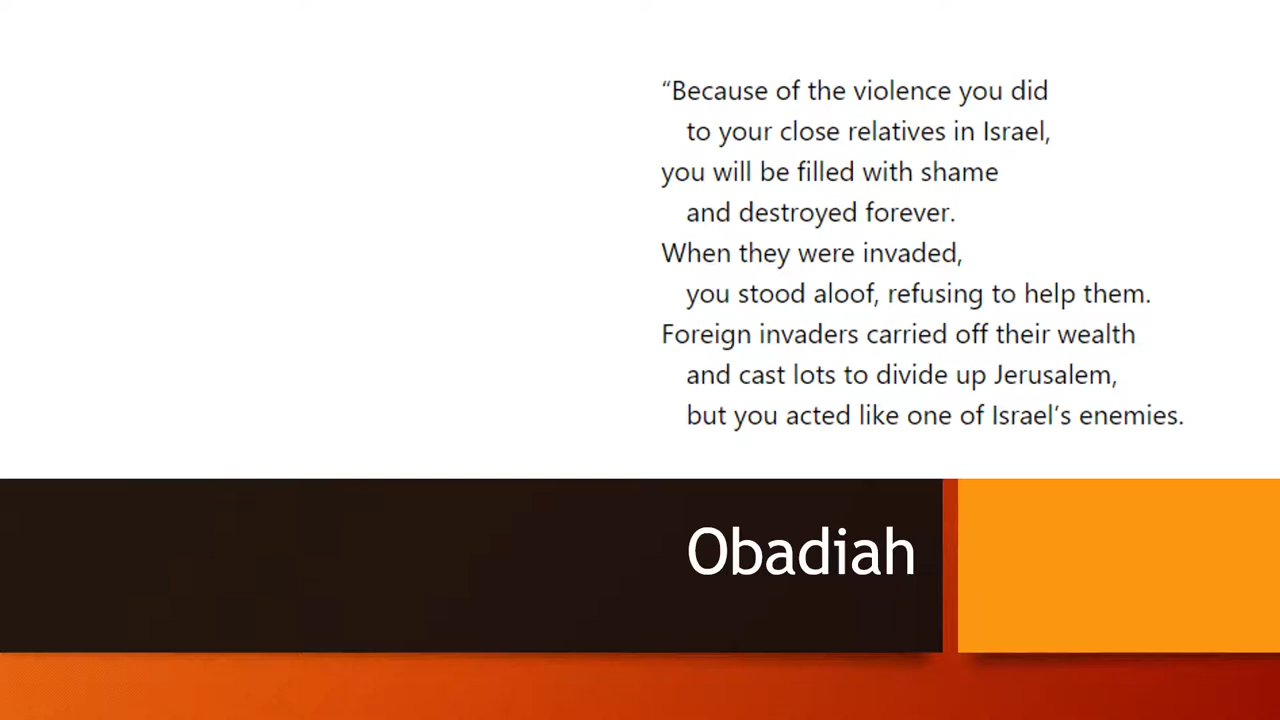 “Because of the violence you did
to your close relatives in Israel,
you will be filled with shame
and destroyed forever.
When they were invaded,
you stood aloof, refusing to help them.
Foreign invaders carried off their wealth
and cast lots to divide up Jerusalem,
but you acted like one of Israel’s enemies.
Obadiah